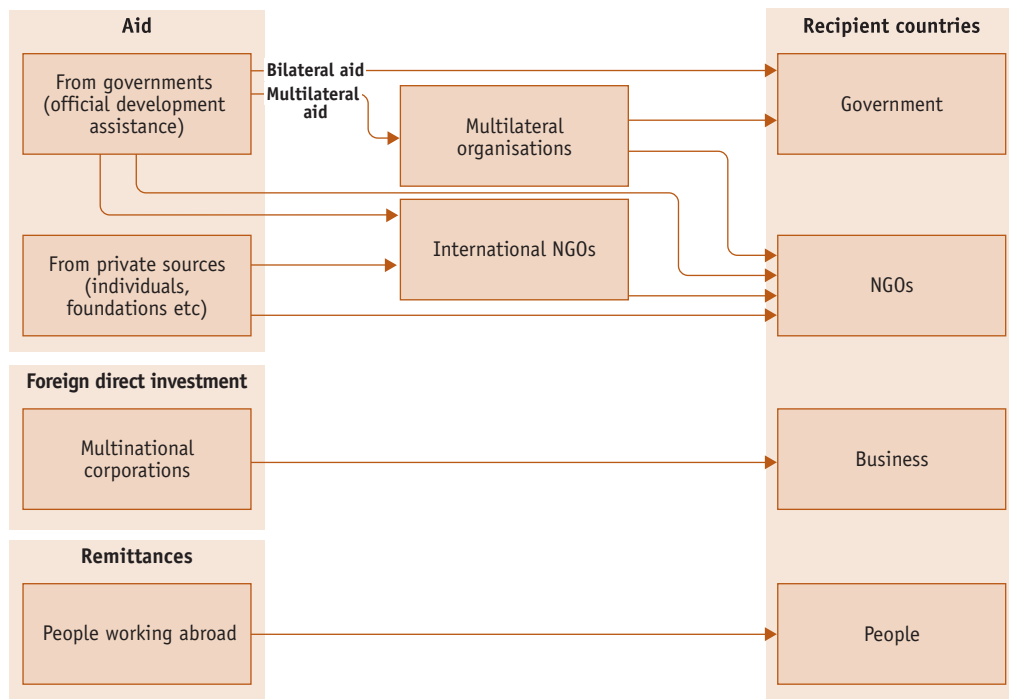 Aid
From governments
(official development
assistance)
Bilateral aid
Multilateral
aid
Multilateral
organisations
International NGOs
From private sources
(individuals,
foundations etc)
Foreign direct investment
Multinational
corporations
Remittances
People working abroad
Recipient countries
Government
NGOs
Business
People